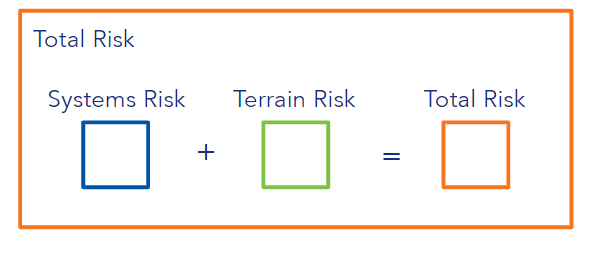 Total Risk
Systems Risk Terrain Risk Total Risk
+ =